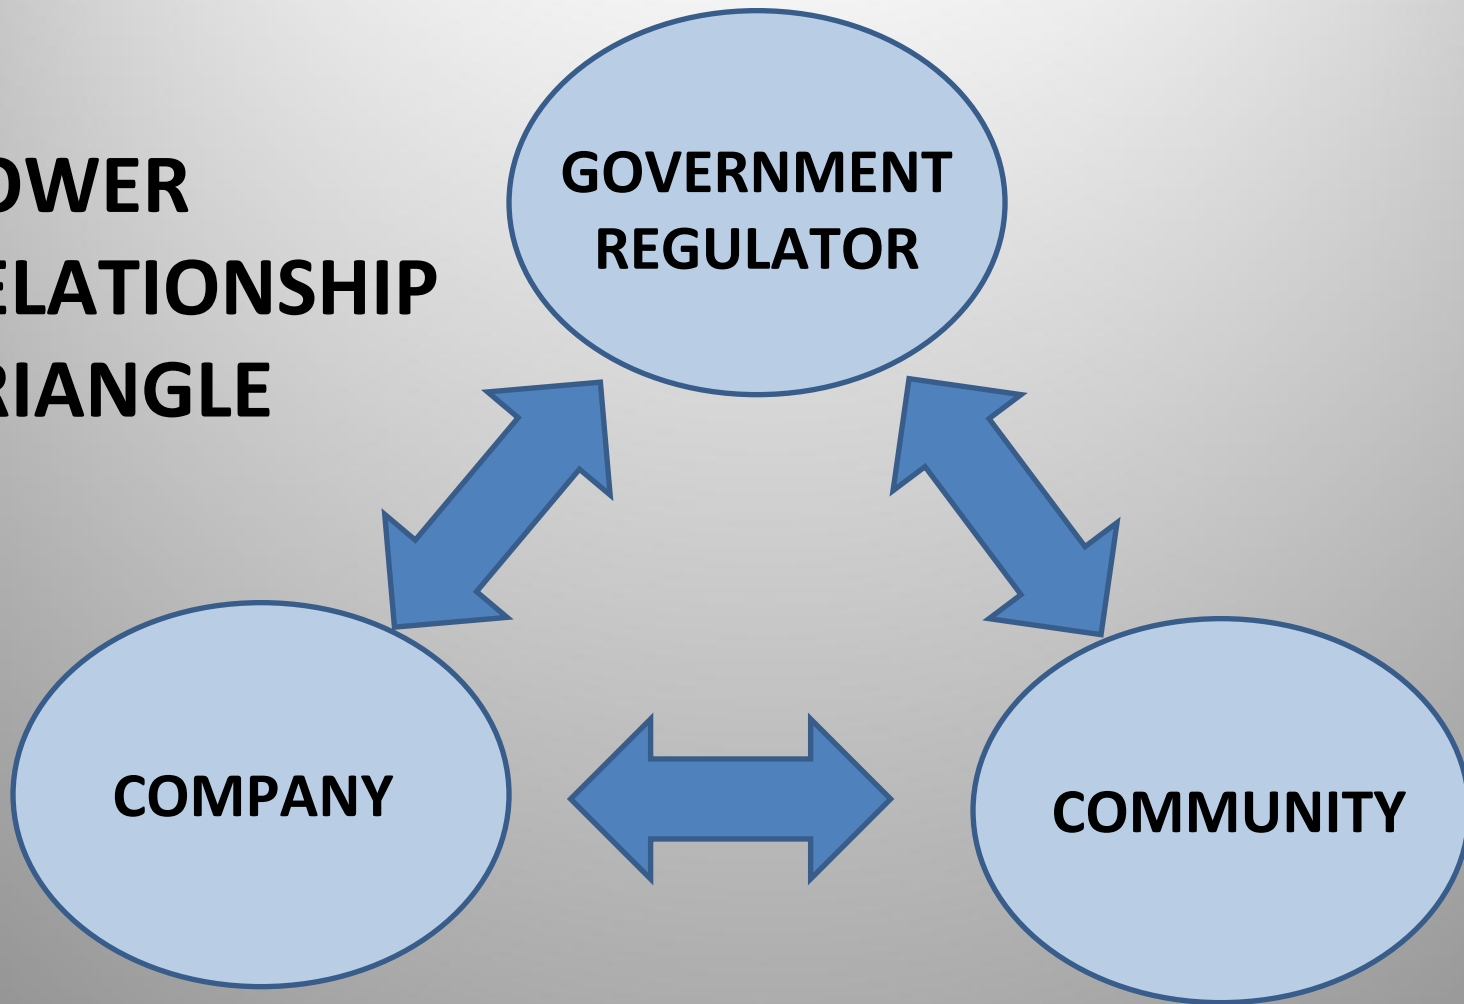 OWER
ELATIONSHIP
RIANGLE
GOVERNMENT
REGULATOR
COMPANY
COMMUNITY